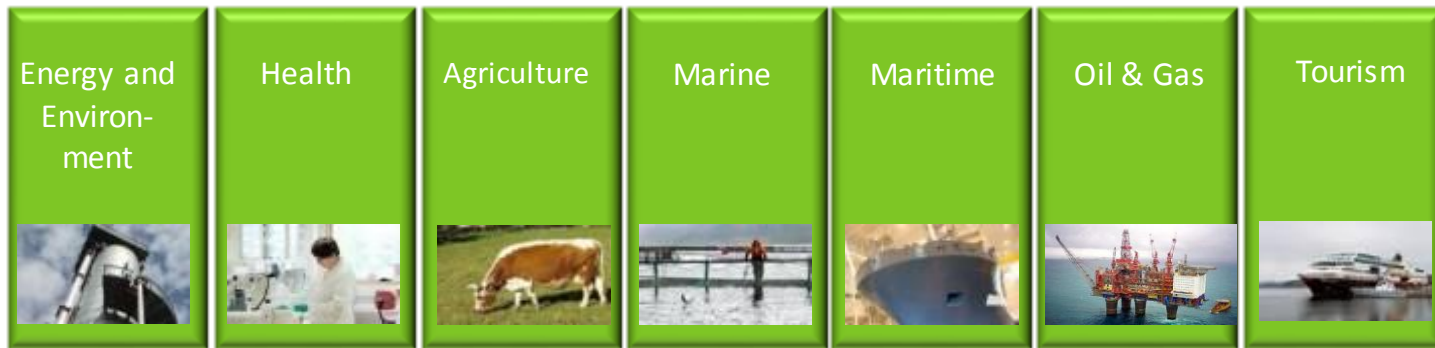 Energy and
Environ-
ment
Health
Agriculture
Marine
Maritime
Oil & Gas
Tourism